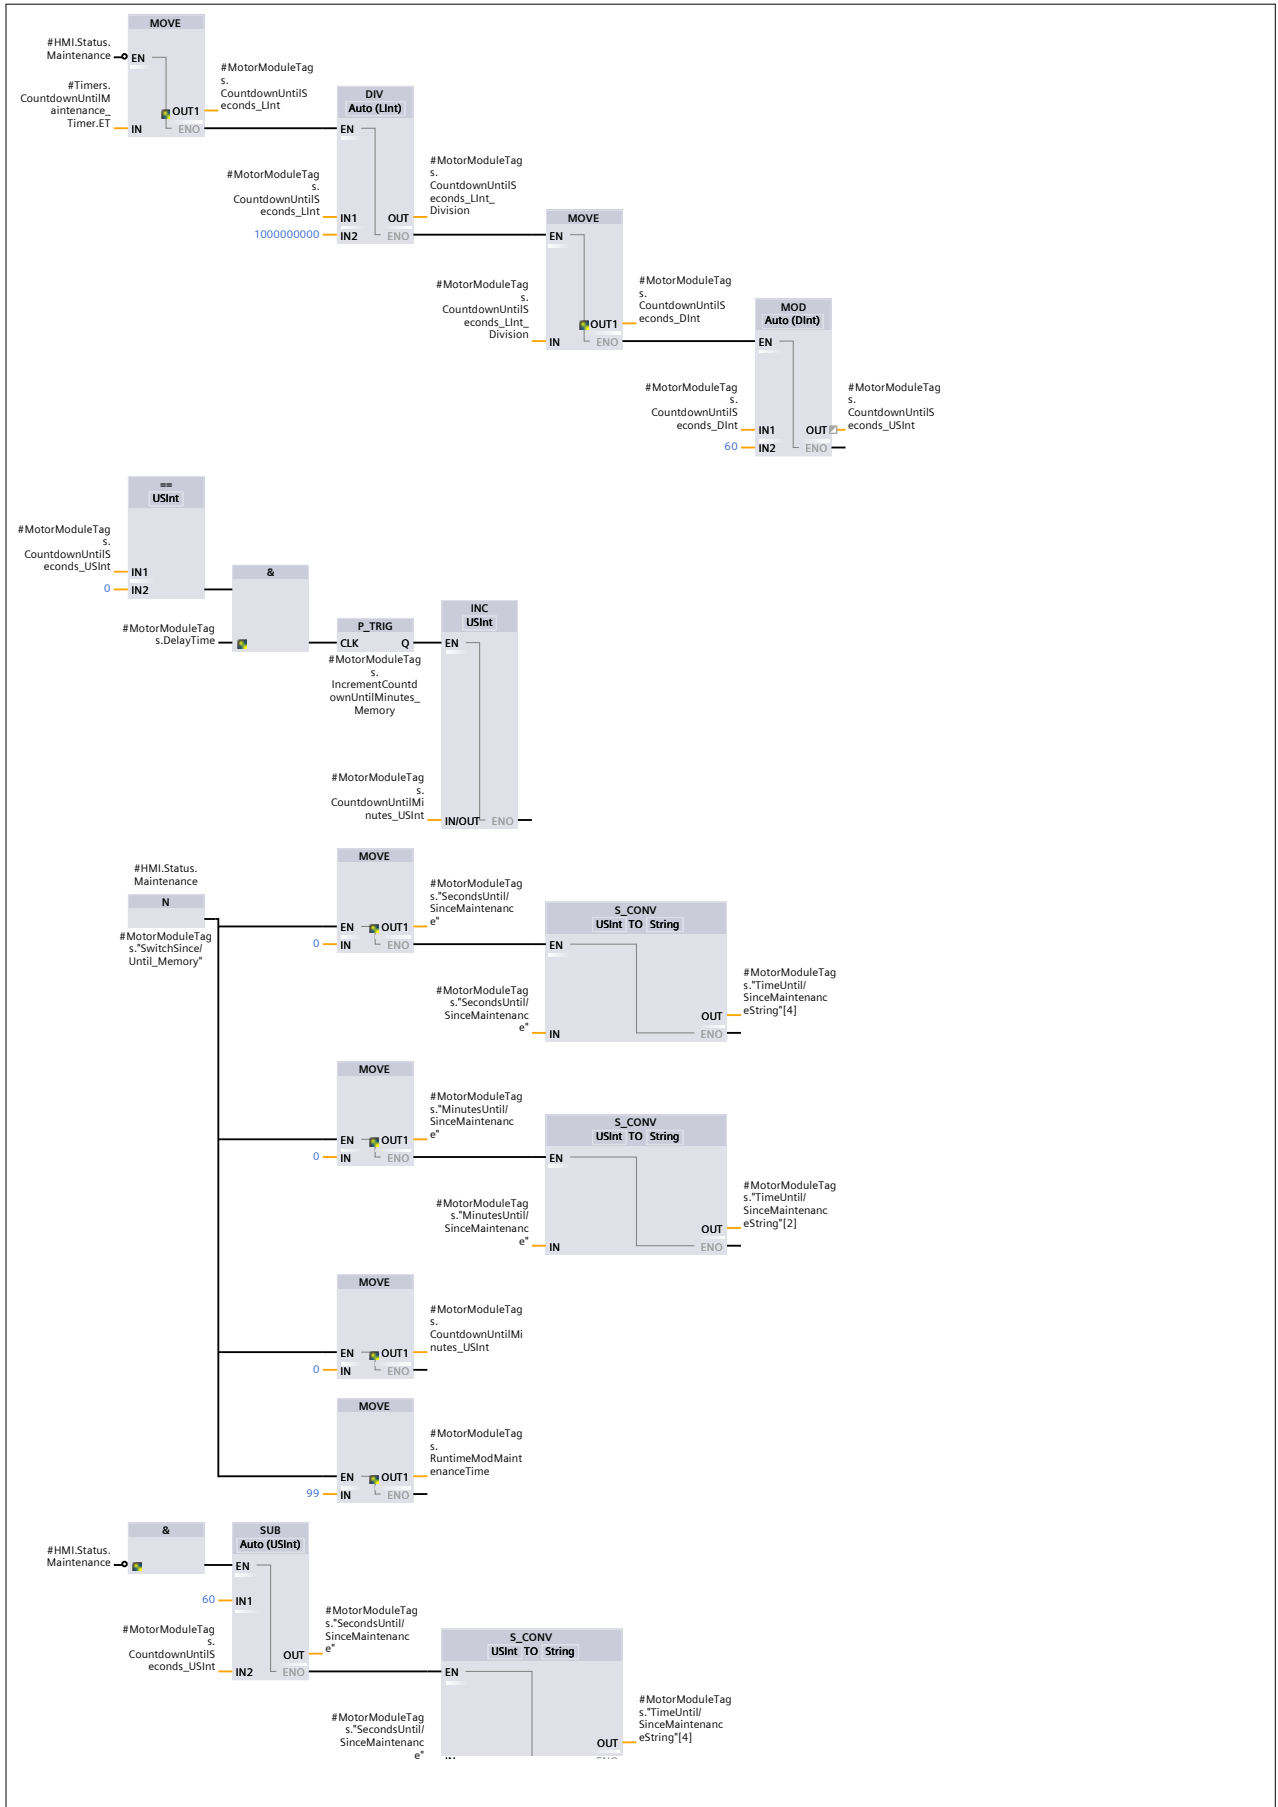 MOVE
#HMI.Status.
Maintenance
EN
#Timers.
CountdownUntilM
aintenance_
Timer.ET
IN
OUT1
ENO
#MotorModuleTag
s.
CountdownUntilS
econds_LInt
DIV
Auto (LInt)
EN
#MotorModuleTag
s.
CountdownUntilS
econds_LInt
IN1
1000000000
IN2
OUT
ENO
#MotorModuleTag
s.
CountdownUntilS
econds_LInt_
Division
MOVE
EN
#MotorModuleTag
s.
CountdownUntilS
econds_LInt_
Division
IN
OUT1
ENO
#MotorModuleTag
s.
CountdownUntilS
econds_DInt
MOD
Auto (DInt)
EN
#MotorModuleTag
s.
CountdownUntilS
econds_DInt
IN1
60
IN2
OUT
ENO
#MotorModuleTag
s.
CountdownUntilS
econds_USInt
==
USInt
#MotorModuleTag
s.
CountdownUntilS
econds_USInt
IN1
0
IN2
&
#MotorModuleTag
s.DelayTime
P_TRIG
CLK Q
#MotorModuleTag
s.
IncrementCountd
ownUntilMinutes_
Memory
INC
USInt
EN
#MotorModuleTag
s.
CountdownUntilMi
nutes_USInt
IN/OUT ENO
#HMI.Status.
Maintenance
N
#MotorModuleTag
s."SwitchSince/
Until_Memory"
MOVE
EN OUT1
0
IN ENO
#MotorModuleTag
s."SecondsUntil/
SinceMaintenanc
e"
S_CONV
USInt TO String
EN
#MotorModuleTag
s."SecondsUntil/
SinceMaintenanc
e"
IN
OUT
ENO
#MotorModuleTag
s."TimeUntil/
SinceMaintenanc
eString"[4]
MOVE
EN OUT1
0
IN ENO
#MotorModuleTag
s."MinutesUntil/
SinceMaintenanc
e"
S_CONV
USInt TO String
EN
#MotorModuleTag
s."MinutesUntil/
SinceMaintenanc
e"
IN
OUT
ENO
#MotorModuleTag
s."TimeUntil/
SinceMaintenanc
eString"[2]
MOVE
EN OUT1
0
IN ENO
#MotorModuleTag
s.
CountdownUntilMi
nutes_USInt
MOVE
EN OUT1
99
IN ENO
#MotorModuleTag
s.
RuntimeModMaint
enanceTime
&
#HMI.Status.
Maintenance
SUB
Auto (USInt)
EN
60
IN1
#MotorModuleTag
s.
CountdownUntilS
econds_USInt
IN2
OUT
ENO
#MotorModuleTag
s."SecondsUntil/
SinceMaintenanc
e"
S_CONV
USInt TO String
EN
#MotorModuleTag
s."SecondsUntil/
SinceMaintenanc
e"
OUT
#MotorModuleTag
s."TimeUntil/
SinceMaintenanc
eString"[4]